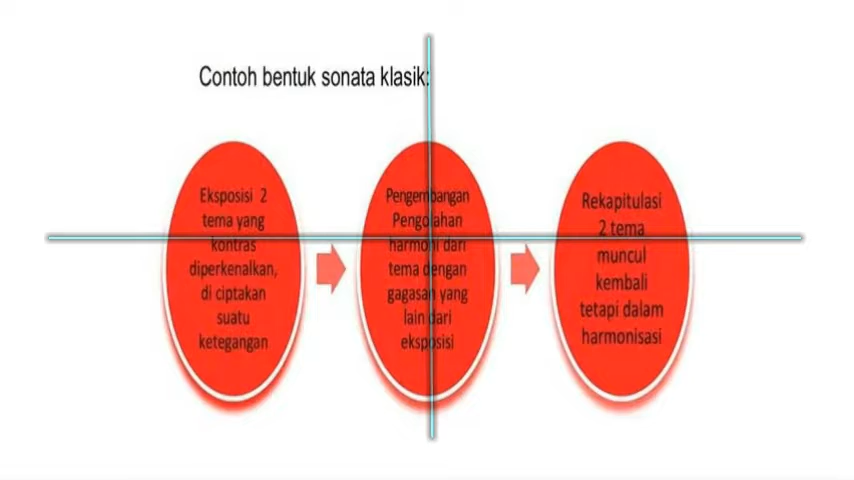 Contoh bentuk sonata klasik:
Eksposisi 2
tema yang
kontras
diperkenalkan,
di ciptakan
suatu
ketegangan
Pengembangan
Pengolahan
harmoni dari
tema dengan
gagasan yang
lain dari
eksposisi
Rekapitulasi
2 tema
muncul
kembali
tetapi dalam
harmonisasi